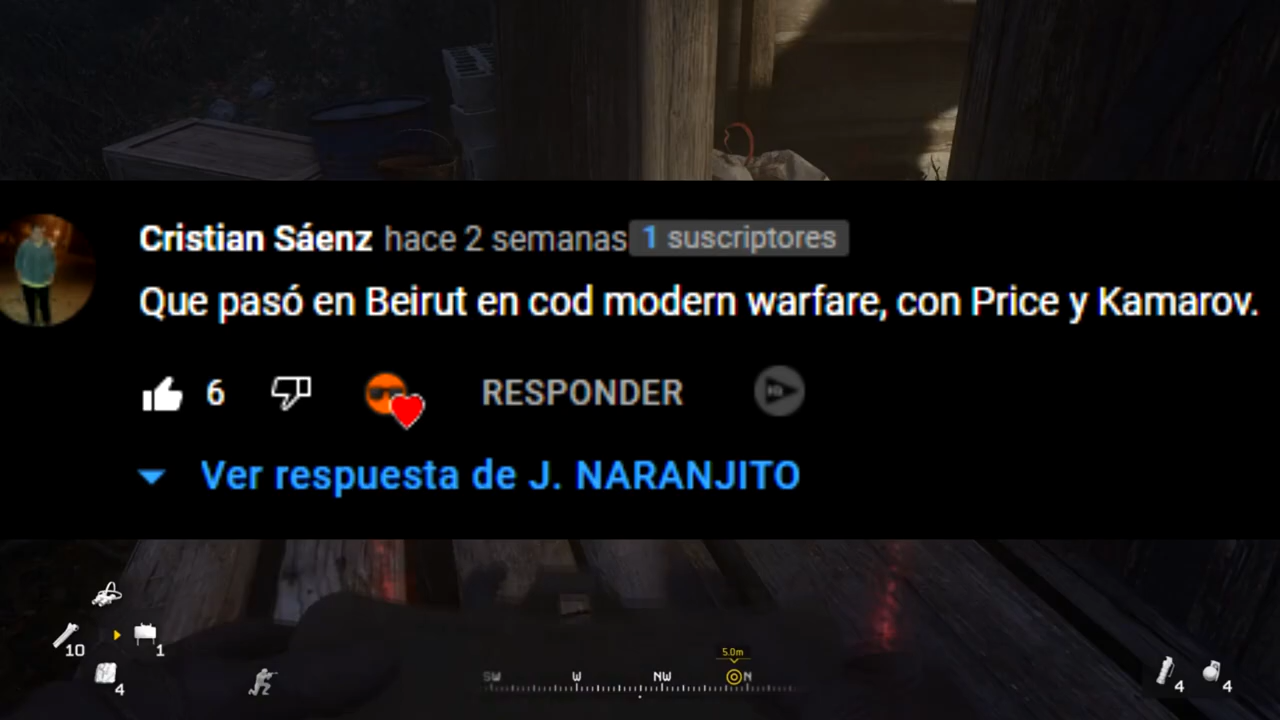 Cristian Sáenz hace 2 semanas 1 suscriptores
Que pasó en Beirut en cod modern warfare, con Price y Kamarov.
6 RESPONDER
Ver respuesta de J. NARANJITO
5.0m
SW W NW N
10
1
4
4 4